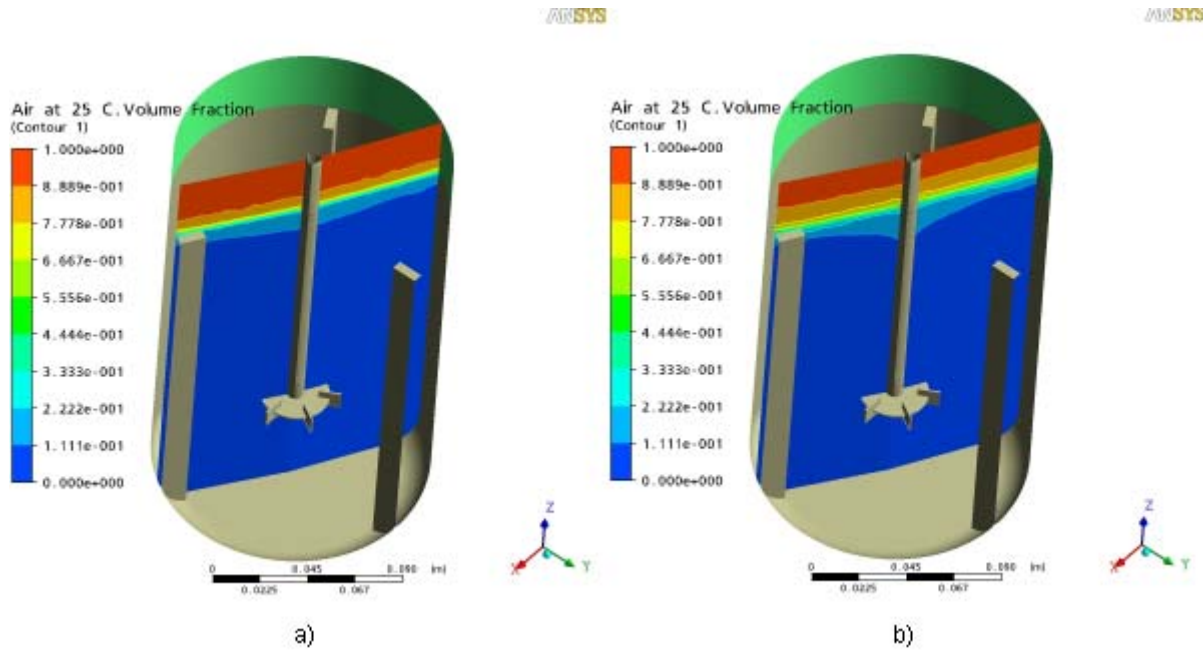 ANSYS
Air at 25 C.Volume Fraction
(Contour 1)
1.000e+000
8.889e-001
7.778e-001
6.667e-001
5.556e-001
4.444e-001
3.333e-001
2.222e-001
1.111e-001
0.000e+000
0 0.045 0.090 (m)
0.0225 0.067
Z
X Y
a)
ANSYS
Air at 25 C.Volume Fraction
(Contour 1)
1.000e+000
8.889e-001
7.778e-001
6.667e-001
5.556e-001
4.444e-001
3.333e-001
2.222e-001
1.111e-001
0.000e+000
0 0.045 0.090 (m)
0.0225 0.067
Z
X Y
b)